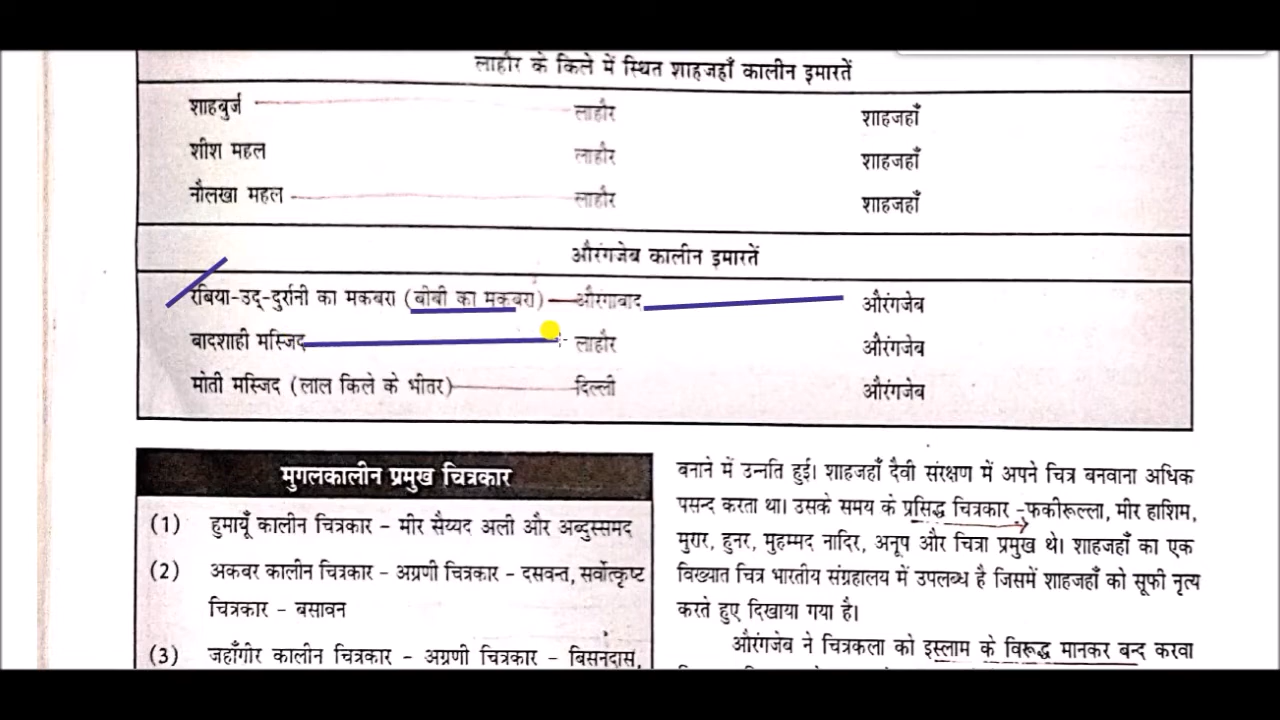 लाहौर के किले में स्थित शाहजहाँ कालीन इमारतें
शाहबुर्ज लाहौर शाहजहाँ
शीश महल लाहौर शाहजहाँ
नौलखा महल लाहौर शाहजहाँ
औरंगजेब कालीन इमारतें
रबिया-उद्-दुर्रानी का मकबरा (बीबी का मकबरा) औरंगाबाद औरंगजेब
बादशाही मस्जिद लाहौर औरंगजेब
मोती मस्जिद (लाल किले के भीतर) दिल्ली औरंगजेब
मुगलकालीन प्रमुख चित्रकार
(1) हुमायूँ कालीन चित्रकार - मीर सैय्यद अली और अब्दुस्समद
(2) अकबर कालीन चित्रकार - अग्रणी चित्रकार - दसवन्त, सर्वोत्कृष्ट
चित्रकार - बसावन
(3) जहाँगीर कालीन चित्रकार - अग्रणी चित्रकार - बिसनदास,
बनाने में उन्नति हुई। शाहजहाँ दैवी संरक्षण में अपने चित्र बनवाना अधिक
पसन्द करता था। उसके समय के प्रसिद्ध चित्रकार -फकीरूल्ला, मीर हाशिम,
मुरार, हुनर, मुहम्मद नादिर, अनूप और चित्रा प्रमुख थे। शाहजहाँ का एक
विख्यात चित्र भारतीय संग्रहालय में उपलब्ध है जिसमें शाहजहाँ को सूफी नृत्य
करते हुए दिखाया गया है।
औरंगजेब ने चित्रकला को इस्लाम के विरूद्ध मानकर बन्द करवा